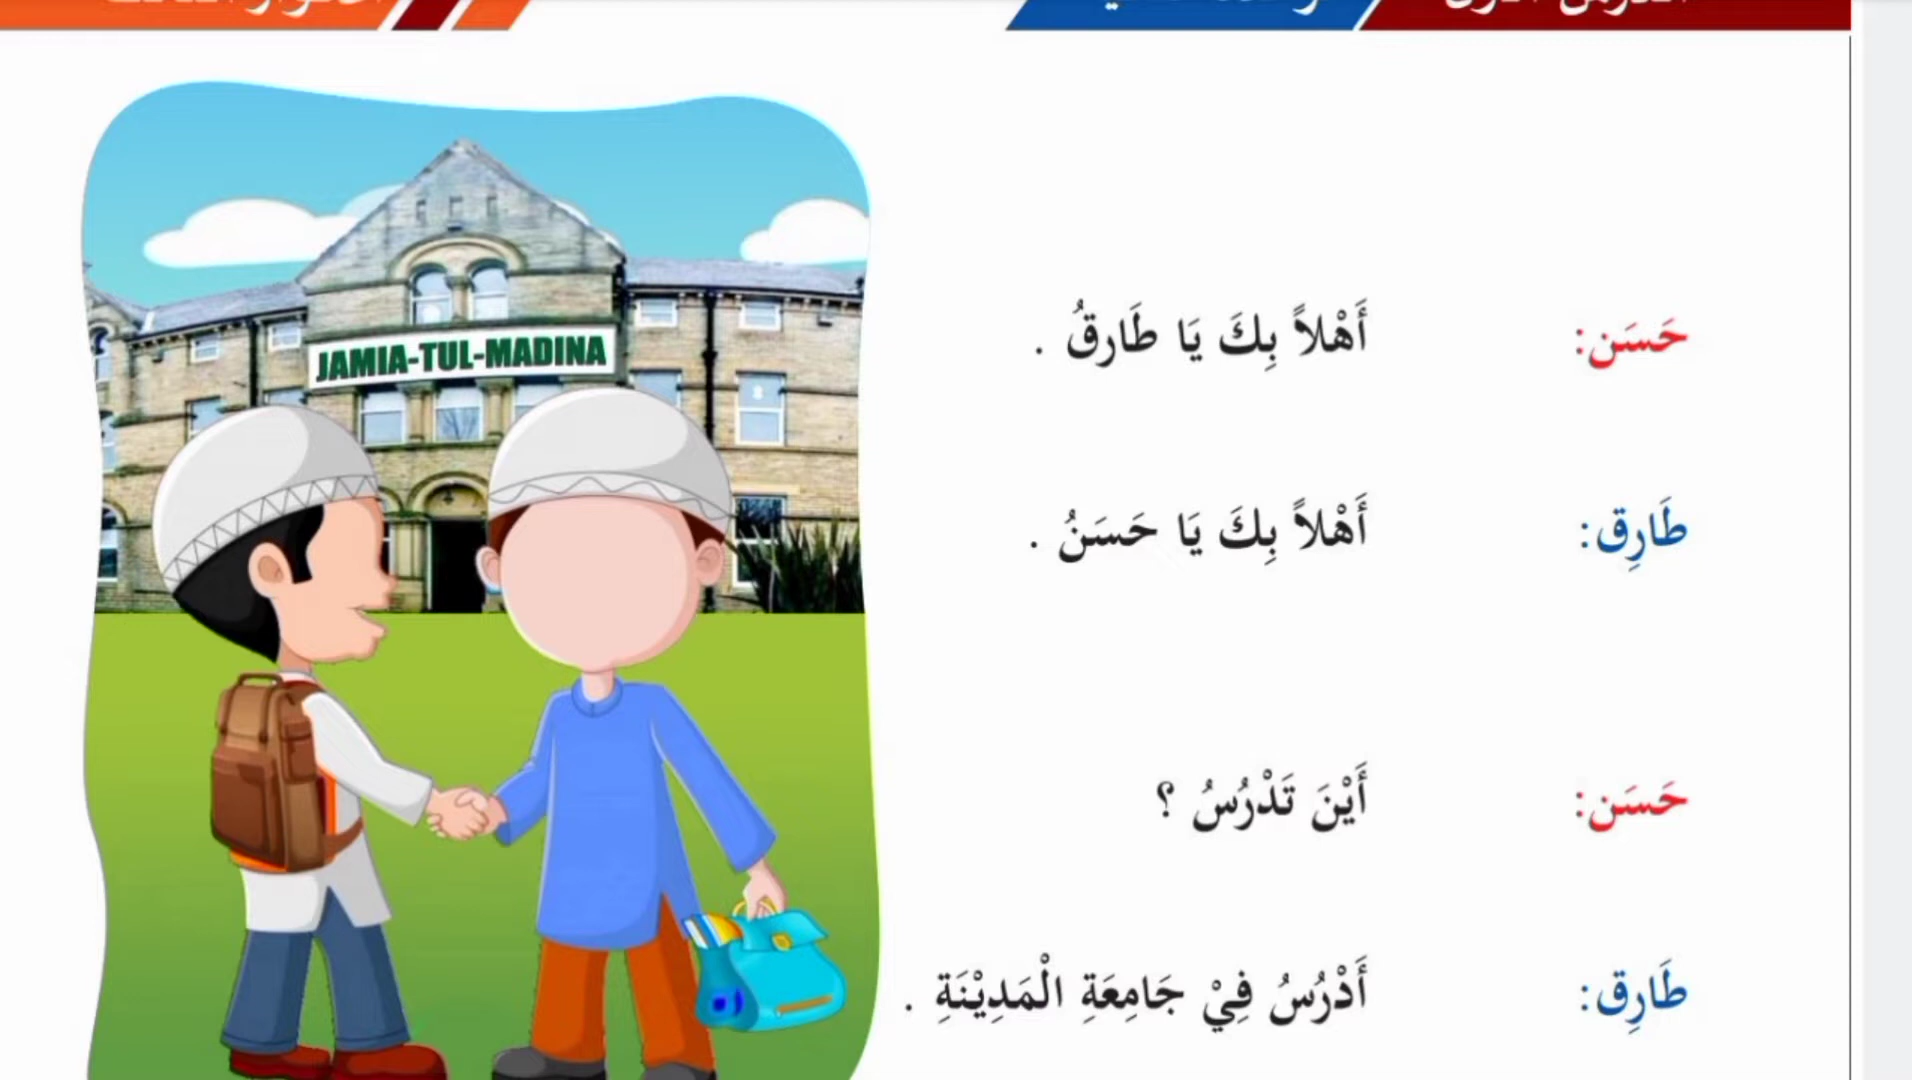 JAMIA-TUL-MADINA
حَسَن: أَهْلاً بِكَ يَا طَارِقُ .
طَارِق: أَهْلاً بِكَ يَا حَسَنُ .
حَسَن: أَيْنَ تَدْرُسُ ؟
طَارِق: أَدْرُسُ فِيْ جَامِعَةِ الْمَدِيْنَةِ .